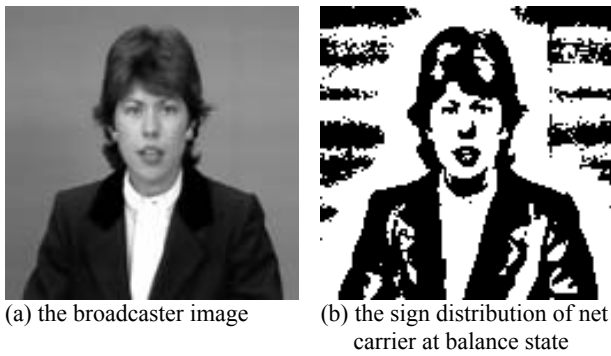 (a) the broadcaster image
(b) the sign distribution of net
carrier at balance state